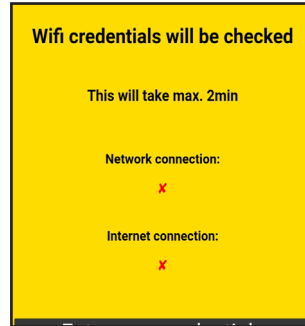 Wifi credentials will be checked
This will take max. 2min
Network connection:
✘
Internet connection:
✘